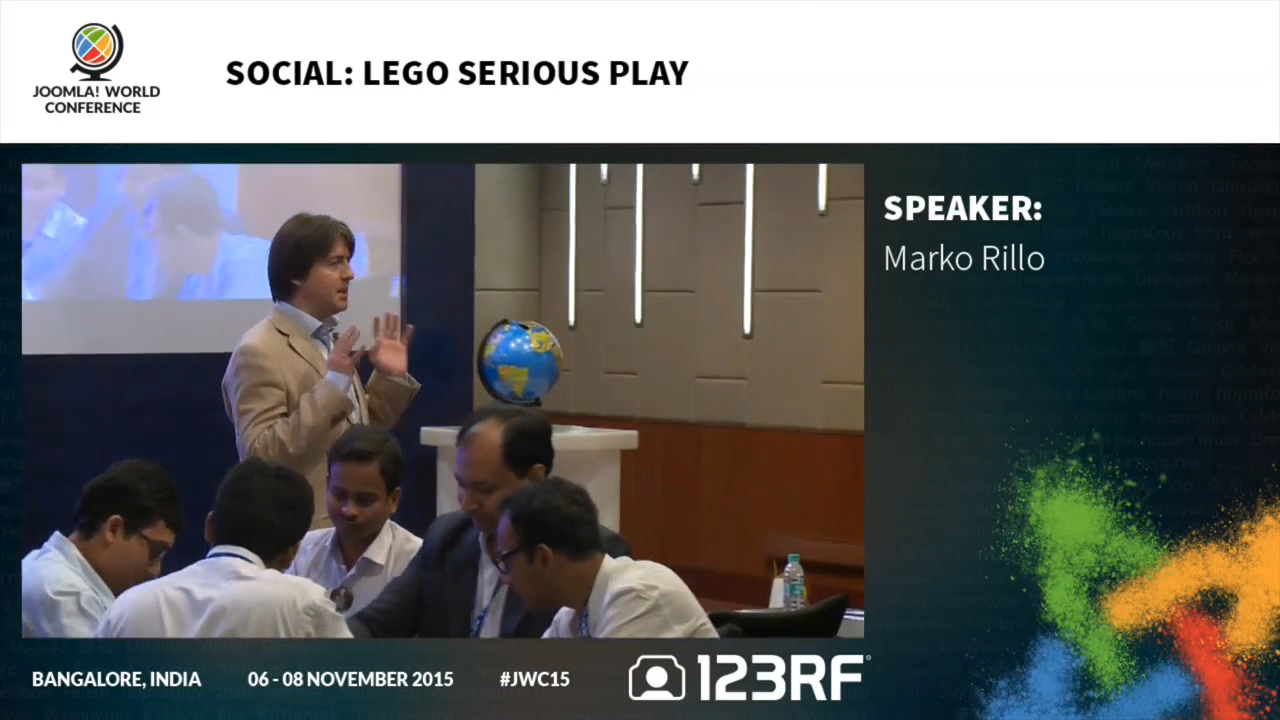 JOOMLA! WORLD
CONFERENCE
SOCIAL: LEGO SERIOUS PLAY
SPEAKER:
Marko Rillo
BANGALORE, INDIA
06 - 08 NOVEMBER 2015
#JWC15
123RF